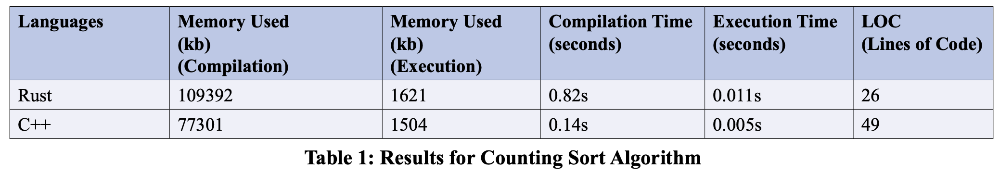 Languages
Memory Used
(kb)
(Compilation)
Memory Used
(kb)
(Execution)
Compilation Time
(seconds)
Execution Time
(seconds)
LOC
(Lines of Code)
Rust 109392 1621 0.82s 0.011s 26
C++ 77301 1504 0.14s 0.005s 49
Table 1: Results for Counting Sort Algorithm